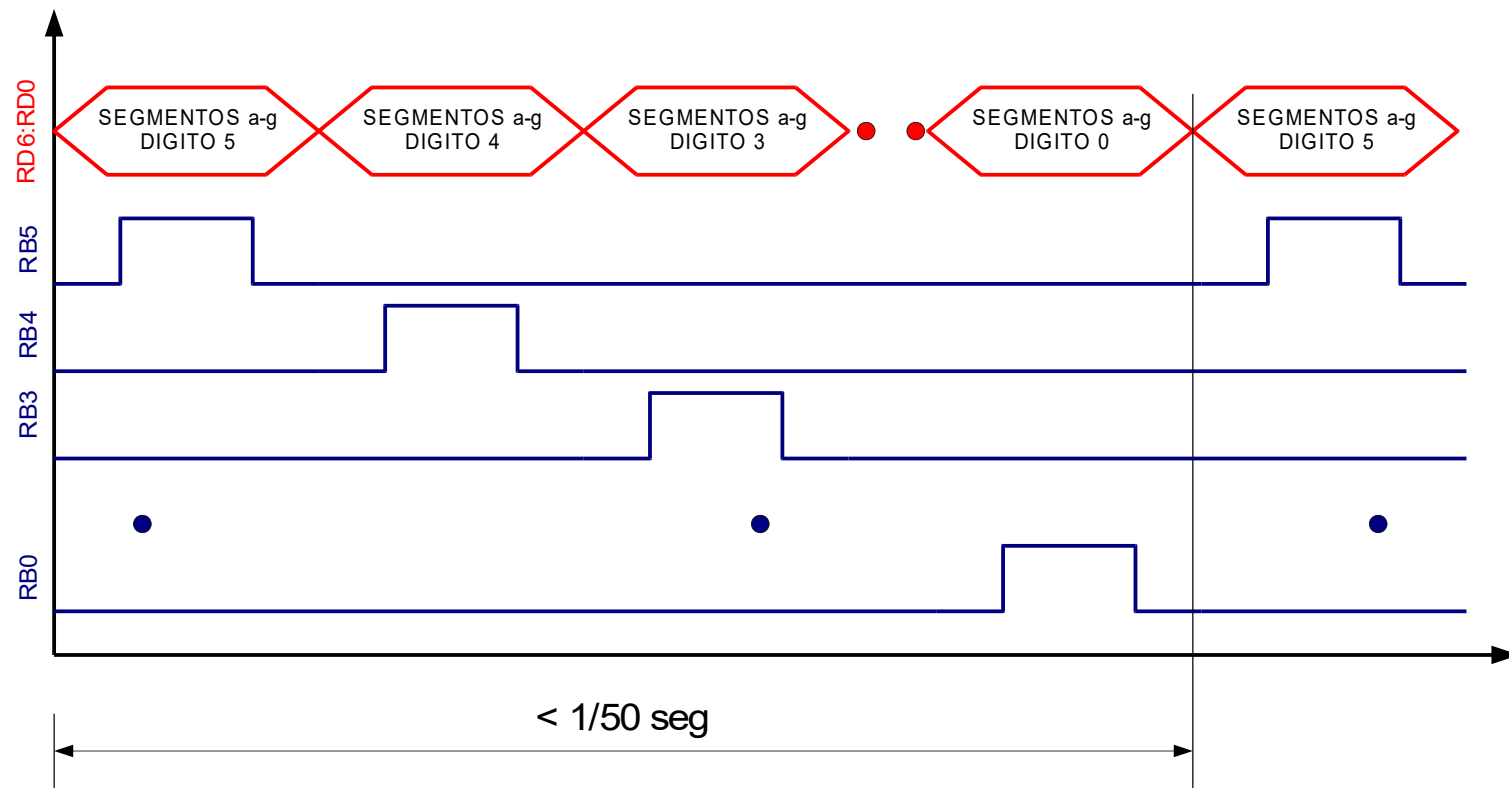 RD6:RD0
SEGMENTOS a-g
DIGITO 5
SEGMENTOS a-g
DIGITO 4
SEGMENTOS a-g
DIGITO 3
SEGMENTOS a-g
DIGITO 0
SEGMENTOS a-g
DIGITO 5
RB5
RB4
RB3
RB0
< 1/50 seg